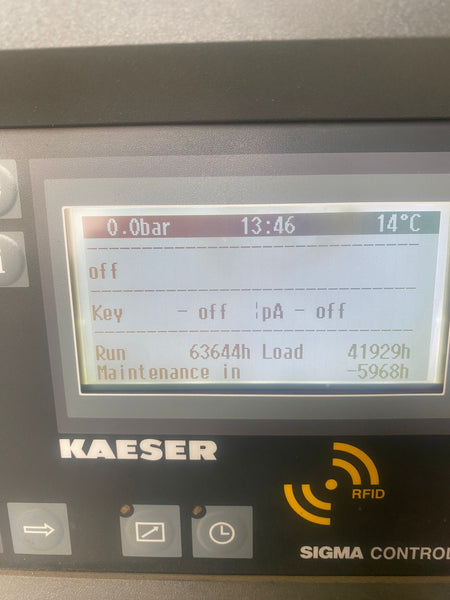 0.0bar 13:46 14°C
off
Key - off ¦pA - off
Run 63644h Load 41929h
Maintenance in -5968h
KAESER
RFID
SIGMA CONTROL